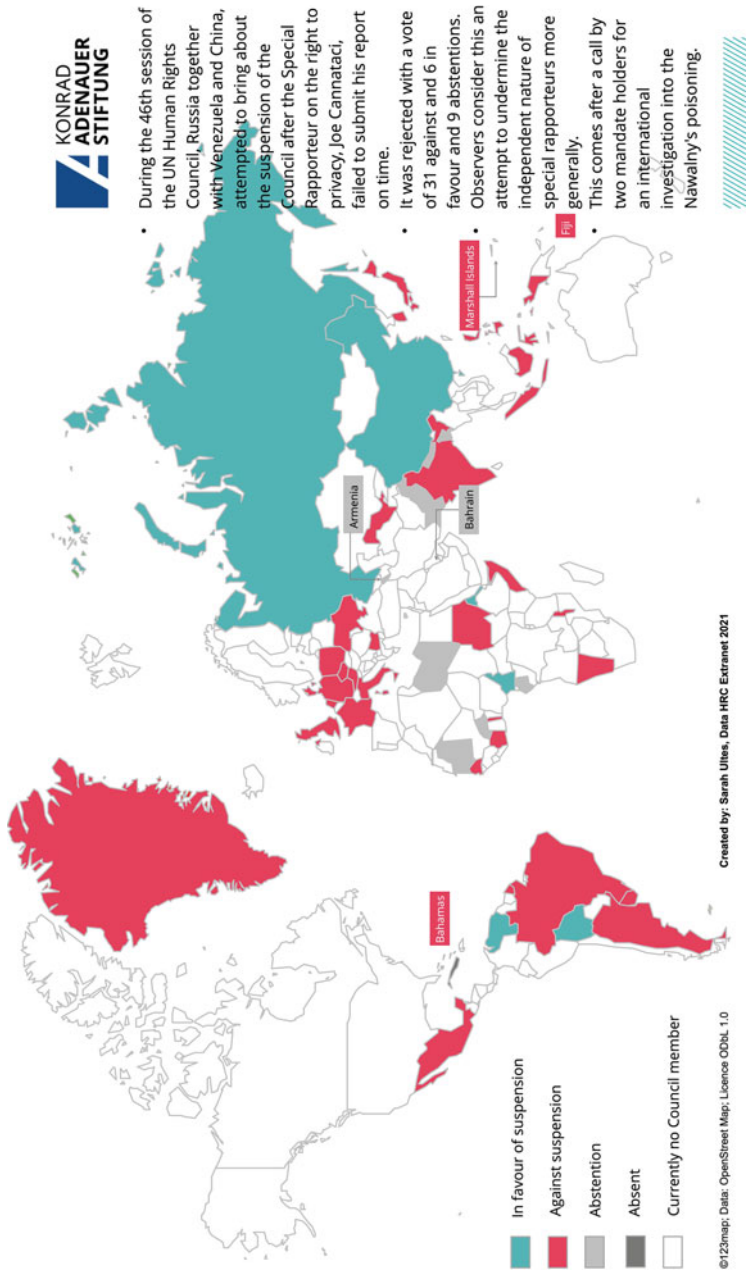 KONRAD
ADENAUER
STIFTUNG
• During the 46th session of
the UN Human Rights
Council, Russia together
with Venezuela and China,
attempted to bring about
the suspension of the
Council after the Special
Rapporteur on the right to
privacy, Joe Cannataci,
failed to submit his report
on time.
• It was rejected with a vote
of 31 against and 6 in
favour and 9 abstentions.
• Observers consider this an
attempt to undermine the
independent nature of
special rapporteurs more
generally.
• This comes after a call by
two mandate holders for
an international
investigation into the
Nawalny's poisoning.
Armenia
Bahrain
Marshall Islands
Fiji
Bahamas
In favour of suspension
Against suspension
Abstention
Absent
Currently no Council member
©123map; Data: OpenStreet Map; Licence ODbL 1.0
Created by: Sarah Ultes, Data HRC Extranet 2021